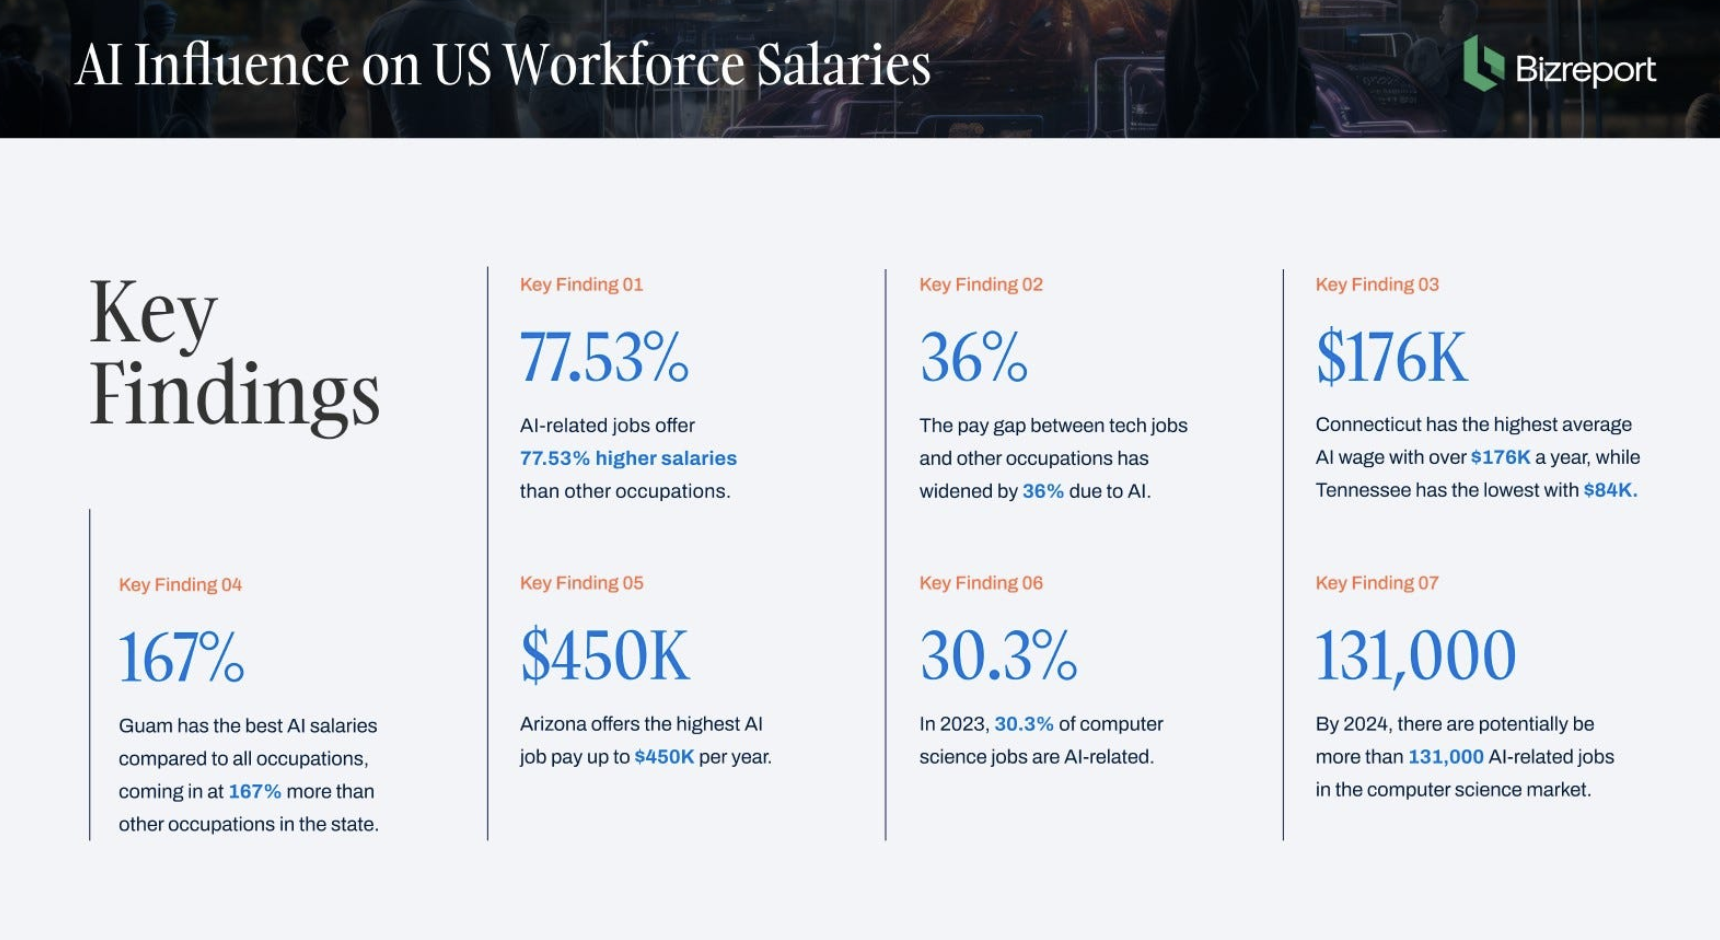 AI Influence on US Workforce Salaries
Bizreport
Key
Findings
Key Finding 01
77.53%
AI-related jobs offer
77.53% higher salaries
than other occupations.
Key Finding 02
36%
The pay gap between tech jobs
and other occupations has
widened by 36% due to AI.
Key Finding 03
$176K
Connecticut has the highest average
AI wage with over $176K a year, while
Tennessee has the lowest with $84K.
Key Finding 04
167%
Guam has the best AI salaries
compared to all occupations,
coming in at 167% more than
other occupations in the state.
Key Finding 05
$450K
Arizona offers the highest AI
job pay up to $450K per year.
Key Finding 06
30.3%
In 2023, 30.3% of computer
science jobs are AI-related.
Key Finding 07
131,000
By 2024, there are potentially be
more than 131,000 AI-related jobs
in the computer science market.